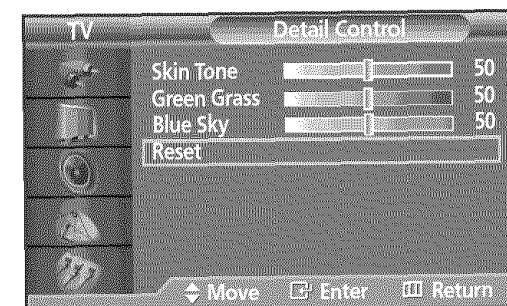 TV
Detail Control
Skin Tone 50
Green Grass 50
Blue Sky 50
Reset
Move Enter Return